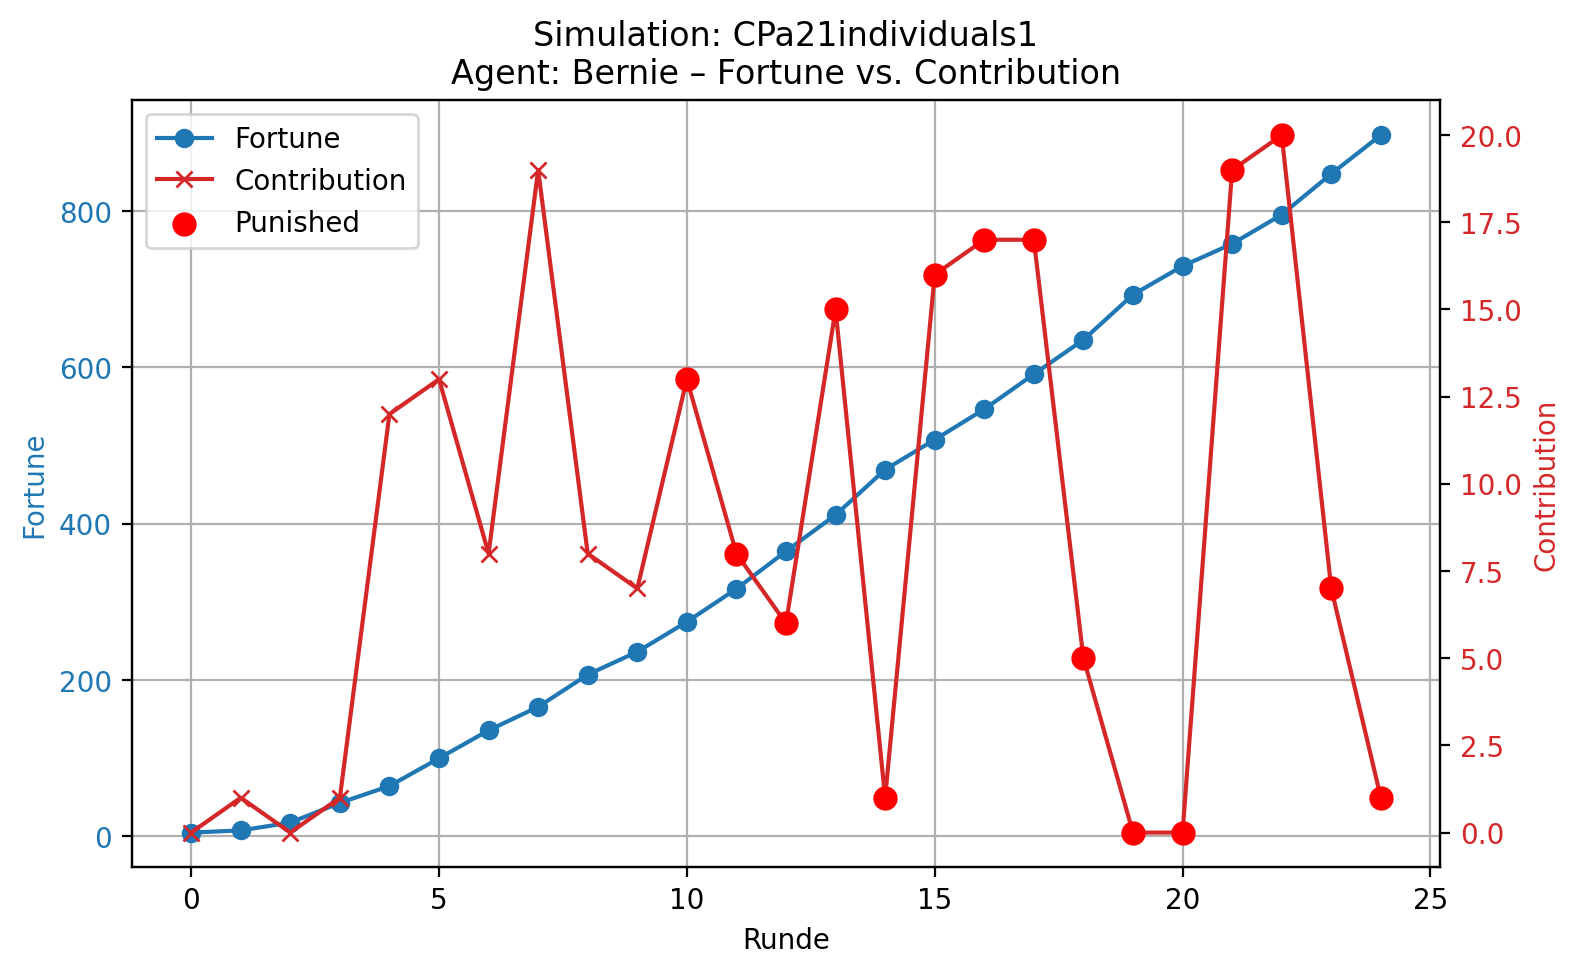 Simulation: CPa21individuals1
Agent: Bernie – Fortune vs. Contribution
Fortune
Contribution
Punished
800
600
400
200
0
Fortune
20.0
17.5
15.0
12.5
10.0
7.5
5.0
2.5
0.0
Contribution
0
5
10
15
20
25
Runde